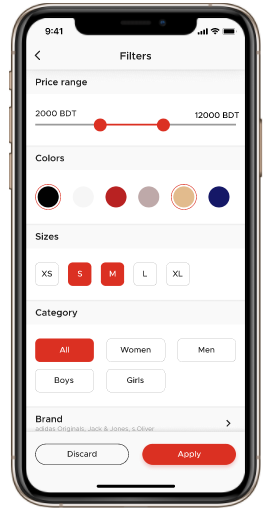 9:41
Filters
Price range
2000 BDT 12000 BDT
Colors
Sizes
XS S M L XL
Category
All Women Men
Boys Girls
Brand
adidas Originals, Jack & Jones, s.Oliver
Discard Apply